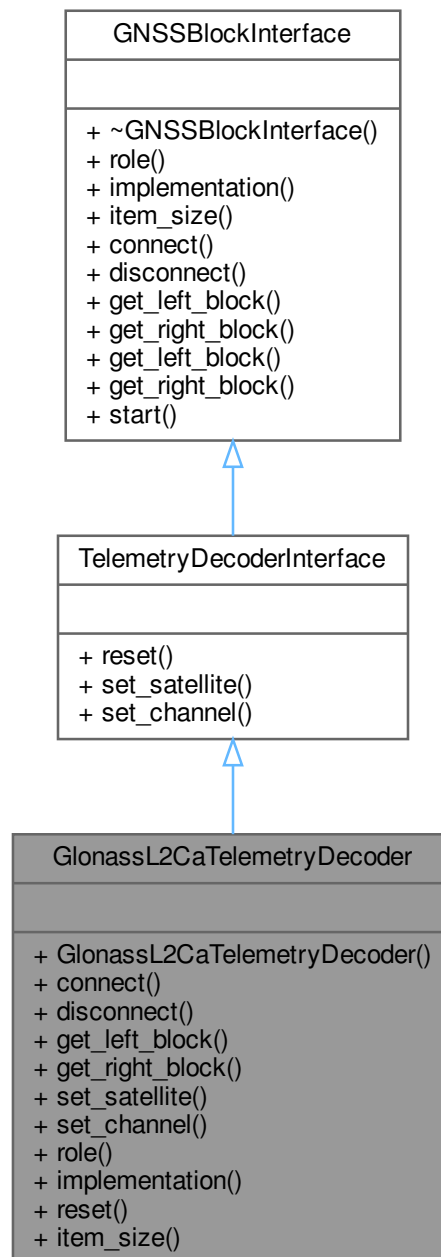 GNSSBlockInterface
+ ~GNSSBlockInterface()
+ role()
+ implementation()
+ item_size()
+ connect()
+ disconnect()
+ get_left_block()
+ get_right_block()
+ get_left_block()
+ get_right_block()
+ start()
TelemetryDecoderInterface
+ reset()
+ set_satellite()
+ set_channel()
GlonassL2CaTelemetryDecoder
+ GlonassL2CaTelemetryDecoder()
+ connect()
+ disconnect()
+ get_left_block()
+ get_right_block()
+ set_satellite()
+ set_channel()
+ role()
+ implementation()
+ reset()
+ item_size()